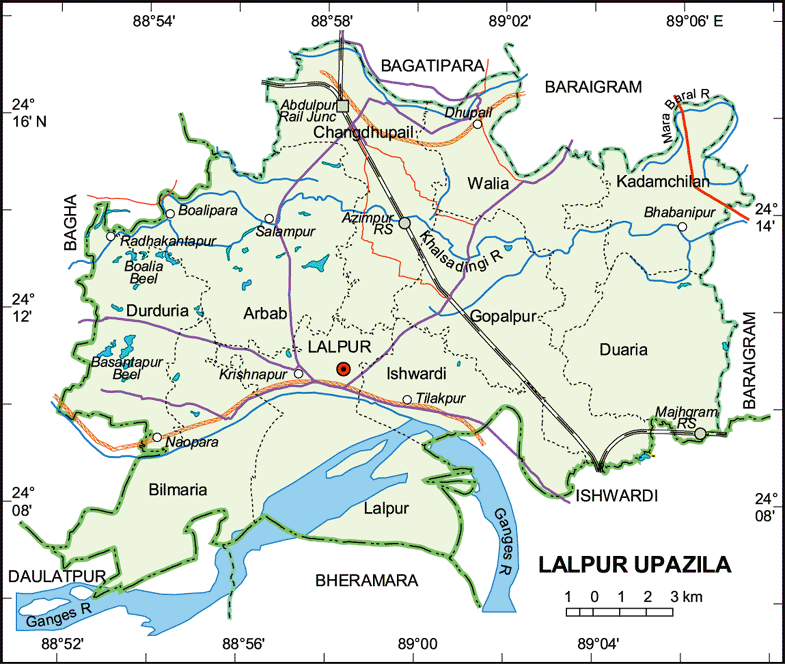 88°54'
88°58'
89°02'
89°06' E
BAGATIPARA
BARAIGRAM
24°
16' N
Abdulpur
Rail Junc
Dhupail
Mara Baral R
Changdhupail
Walia
Kadamchilan
BAGHA
Boalipara
Salampur
Azimpur
RS
Bhabanipur
24°
14'
Radhakantapur
Khalsadingi R
Boalia
Beel
24°
12'
Durduria
Arbab
Gopalpur
LALPUR
Duaria
BARAIGRAM
Basantapur
Beel
Krishnapur
Ishwardi
Tilakpur
Majhgram
RS
Naopara
24°
08'
Bilmaria
Lalpur
ISHWARDI
24°
08'
Ganges R
LALPUR UPAZILA
DAULATPUR
BHERAMARA
1 0 1 2 3 km
Ganges R
88°52'
88°56'
89°00'
89°04'